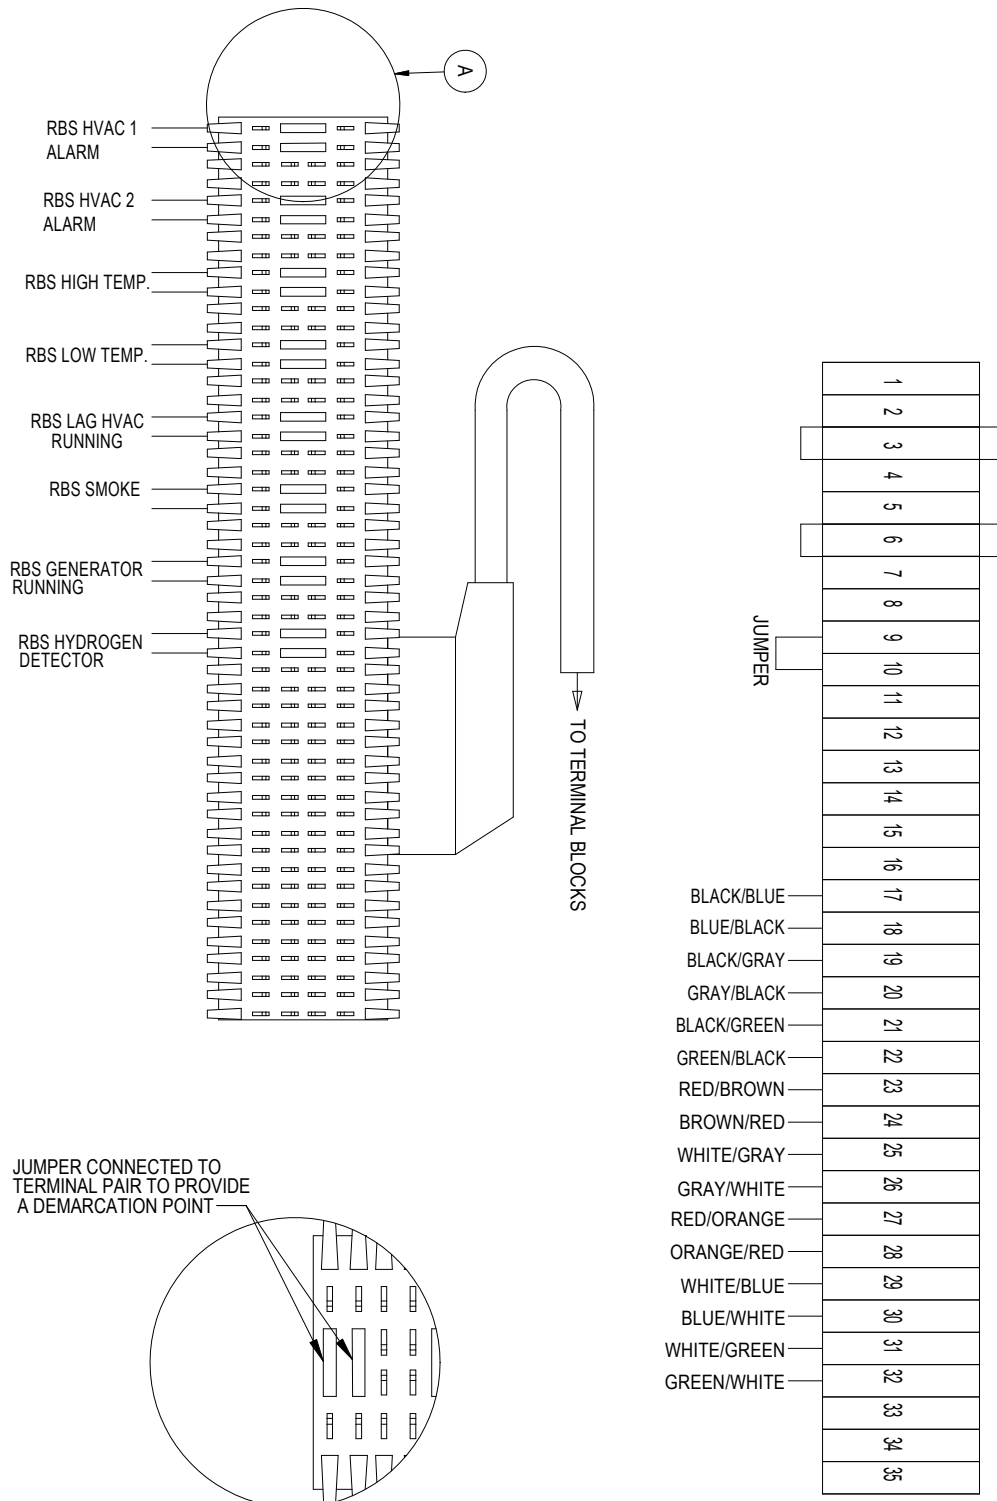 A
RBS HVAC 1
ALARM
RBS HVAC 2
ALARM
RBS HIGH TEMP.
RBS LOW TEMP.
RBS LAG HVAC
RUNNING
RBS SMOKE
RBS GENERATOR
RUNNING
RBS HYDROGEN
DETECTOR
TO TERMINAL BLOCKS
JUMPER
1
2
3
4
5
6
7
8
9
10
11
12
13
14
15
16
BLACK/BLUE 17
BLUE/BLACK 18
BLACK/GRAY 19
GRAY/BLACK 20
BLACK/GREEN 21
GREEN/BLACK 22
RED/BROWN 23
BROWN/RED 24
WHITE/GRAY 25
GRAY/WHITE 26
RED/ORANGE 27
ORANGE/RED 28
WHITE/BLUE 29
BLUE/WHITE 30
WHITE/GREEN 31
GREEN/WHITE 32
33
34
35
JUMPER CONNECTED TO
TERMINAL PAIR TO PROVIDE
A DEMARCATION POINT